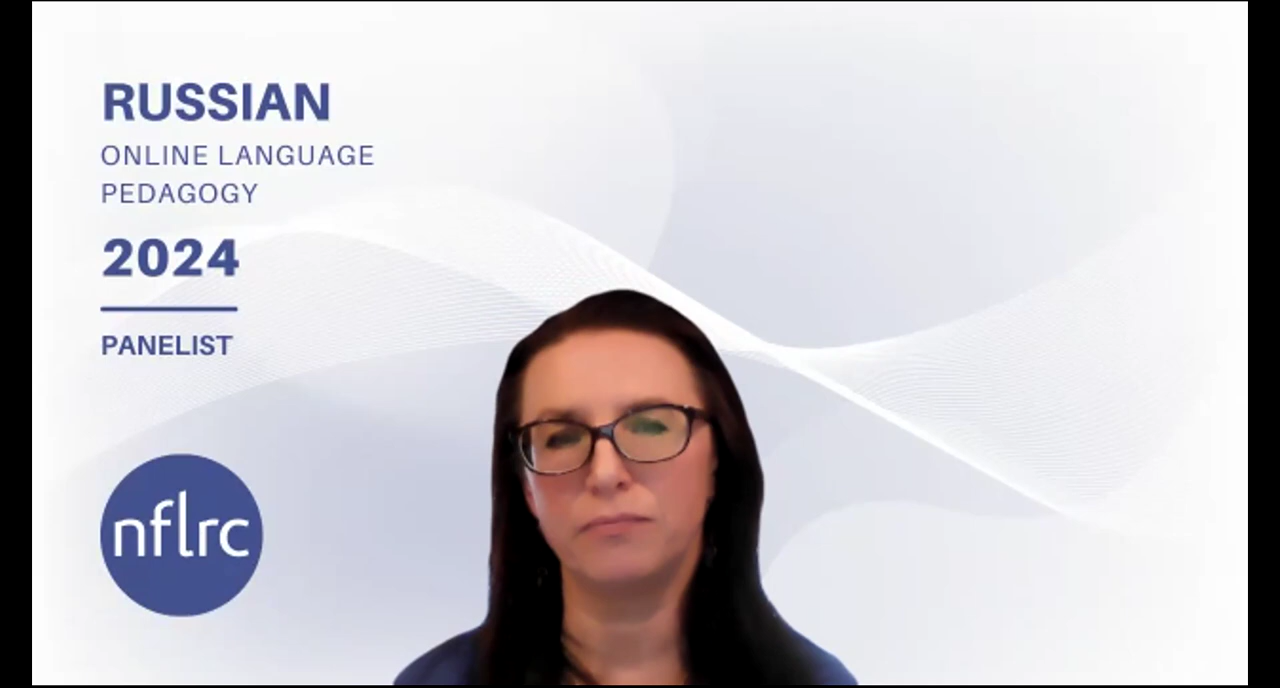 RUSSIAN
ONLINE LANGUAGE
PEDAGOGY
2024
PANELIST
nflrc